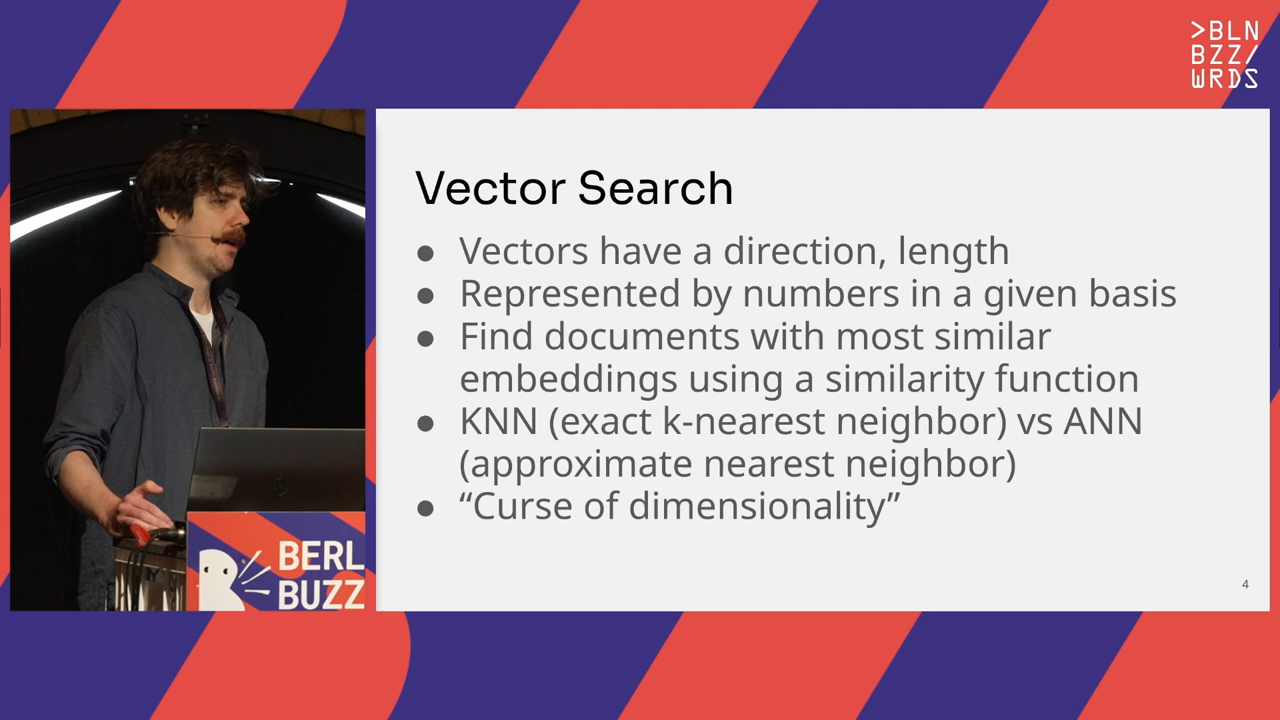 >BLN
BZZ/
WRDS
Vector Search
● Vectors have a direction, length
● Represented by numbers in a given basis
● Find documents with most similar
embeddings using a similarity function
● KNN (exact k-nearest neighbor) vs ANN
(approximate nearest neighbor)
● “Curse of dimensionality”
4
BERL
BUZZ